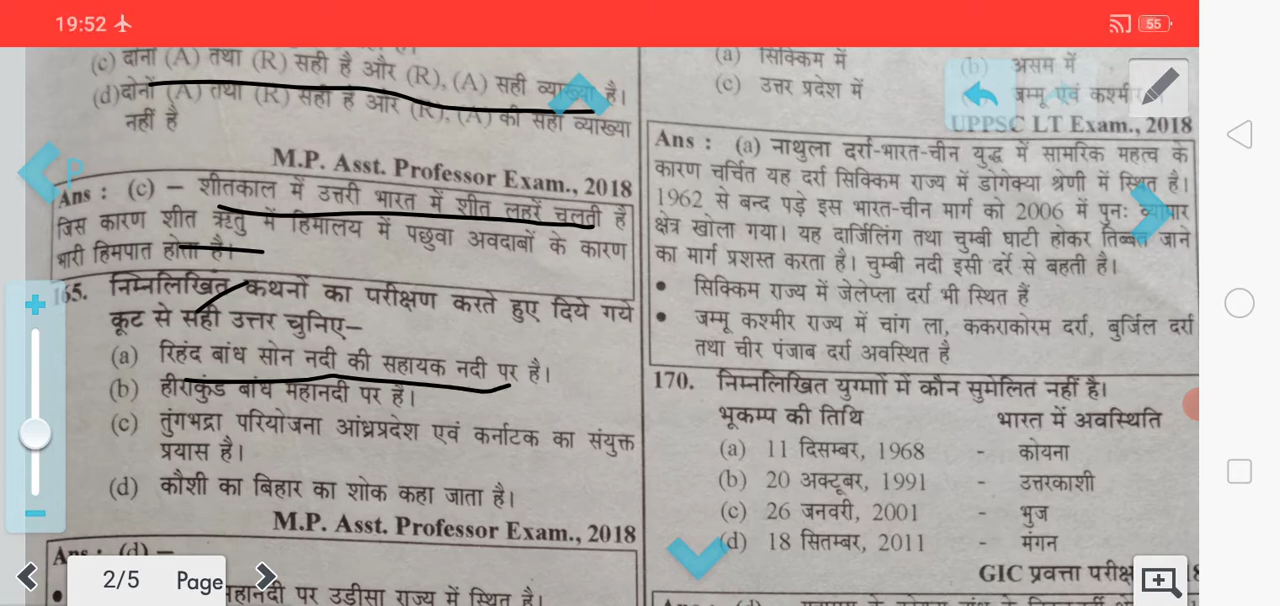 19:52
55
(c) दोनों (A) तथा (R) सही है और (R), (A) सही व्याख्या है।
(d) दोनों (A) तथा (R) सही है और (R), (A) की सही व्याख्या
नहीं है
M.P. Asst. Professor Exam., 2018
Ans : (c) – शीतकाल में उत्तरी भारत में शीत लहरें चलती हैं
जिस कारण शीत ऋतु में हिमालय में पछुवा अवदाबों के कारण
भारी हिमपात होता है।
165. निम्नलिखित कथनों का परीक्षण करते हुए दिये गये
कूट से सही उत्तर चुनिए–
(a) रिहंद बांध सोन नदी की सहायक नदी पर है।
(b) हीराकुंड बांध महानदी पर है।
(c) तुंगभद्रा परियोजना आंध्रप्रदेश एवं कर्नाटक का संयुक्त
प्रयास है।
(d) कौशी का बिहार का शोक कहा जाता है।
M.P. Asst. Professor Exam., 2018
Ans : (d) –
2/5 Page
महानदी पर उड़ीसा राज्य में स्थित है।
(a) सिक्किम में (b) असम में
(c) उत्तर प्रदेश में जम्मू एवं
UPPSC LT Exam., 2018
Ans : (a) नाथुला दर्रा-भारत-चीन युद्ध में सामरिक महत्व के
कारण चर्चित यह दर्रा सिक्किम राज्य में डोगेक्या श्रेणी में स्थित है।
1962 से बन्द पड़े इस भारत-चीन मार्ग को 2006 में पुनः व्यापार
क्षेत्र खोला गया। यह दार्जिलिंग तथा चुम्बी घाटी होकर तिब्बत जाने
का मार्ग प्रशस्त करता है। चुम्बी नदी इसी दर्रे से बहती है।
• सिक्किम राज्य में जेलेप्ला दर्रा भी स्थित हैं
• जम्मू कश्मीर राज्य में चांग ला, ककराकोरम दर्रा, बुर्जिल दर्रा
तथा चीर पंजाब दर्रा अवस्थित है
170. निम्नलिखित युग्माों में कौन सुमेलित नहीं है।
भूकम्प की तिथि भारत में अवस्थिति
(a) 11 दिसम्बर, 1968 - कोयना
(b) 20 अक्टूबर, 1991 - उत्तरकाशी
(c) 26 जनवरी, 2001 - भुज
(d) 18 सितम्बर, 2011 - मंगन
GIC प्रवत्ता